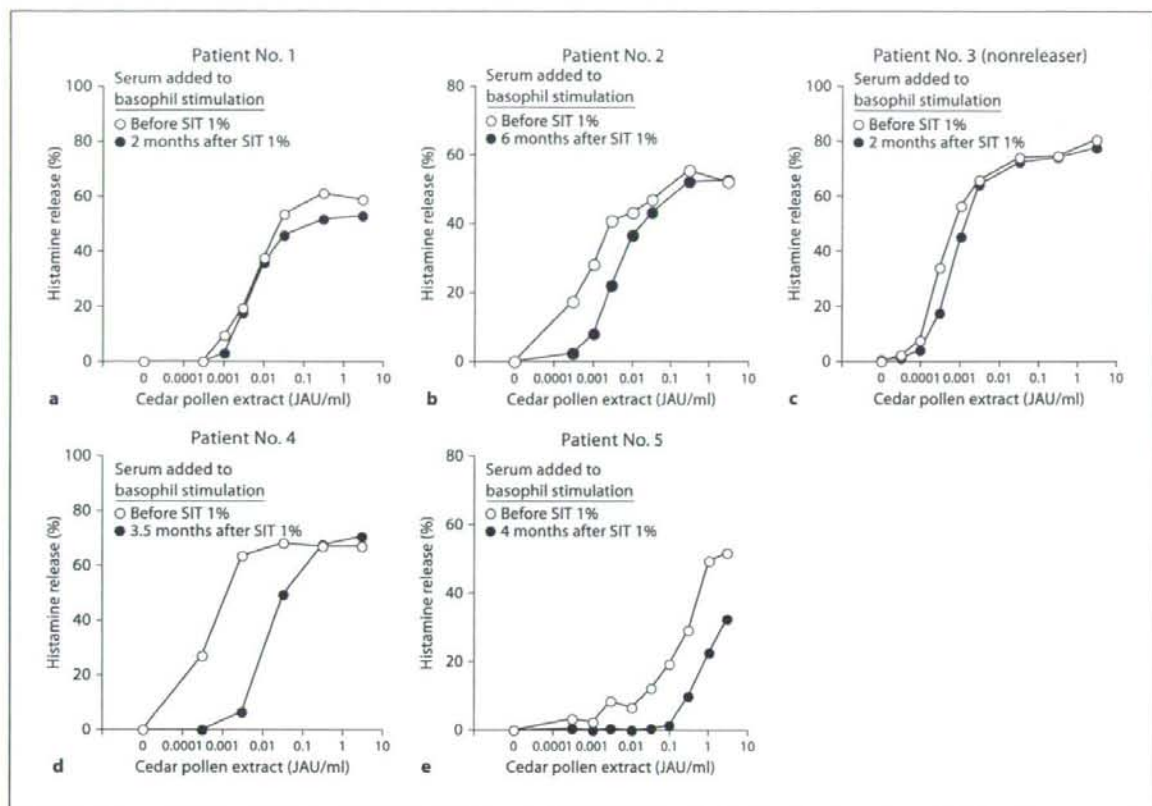 Patient No. 1
Serum added to
basophil stimulation
Before SIT 1%
2 months after SIT 1%
Histamine release (%)
100
80
60
40
20
0
0 0.0001 0.001 0.01 0.1 1 10
Cedar pollen extract (JAU/ml)
a
Patient No. 2
Serum added to
basophil stimulation
Before SIT 1%
6 months after SIT 1%
Histamine release (%)
80
60
40
20
0
0 0.0001 0.001 0.01 0.1 1 10
Cedar pollen extract (JAU/ml)
b
Patient No. 3 (nonreleaser)
Serum added to
basophil stimulation
Before SIT 1%
2 months after SIT 1%
Histamine release (%)
100
80
60
40
20
0
0 0.0001 0.001 0.01 0.1 1 10
Cedar pollen extract (JAU/ml)
c
Patient No. 4
Serum added to
basophil stimulation
Before SIT 1%
3.5 months after SIT 1%
Histamine release (%)
100
80
60
40
20
0
0 0.0001 0.001 0.01 0.1 1 10
Cedar pollen extract (JAU/ml)
d
Patient No. 5
Serum added to
basophil stimulation
Before SIT 1%
4 months after SIT 1%
Histamine release (%)
80
60
40
20
0
0 0.0001 0.001 0.01 0.1 1 10
Cedar pollen extract (JAU/ml)
e